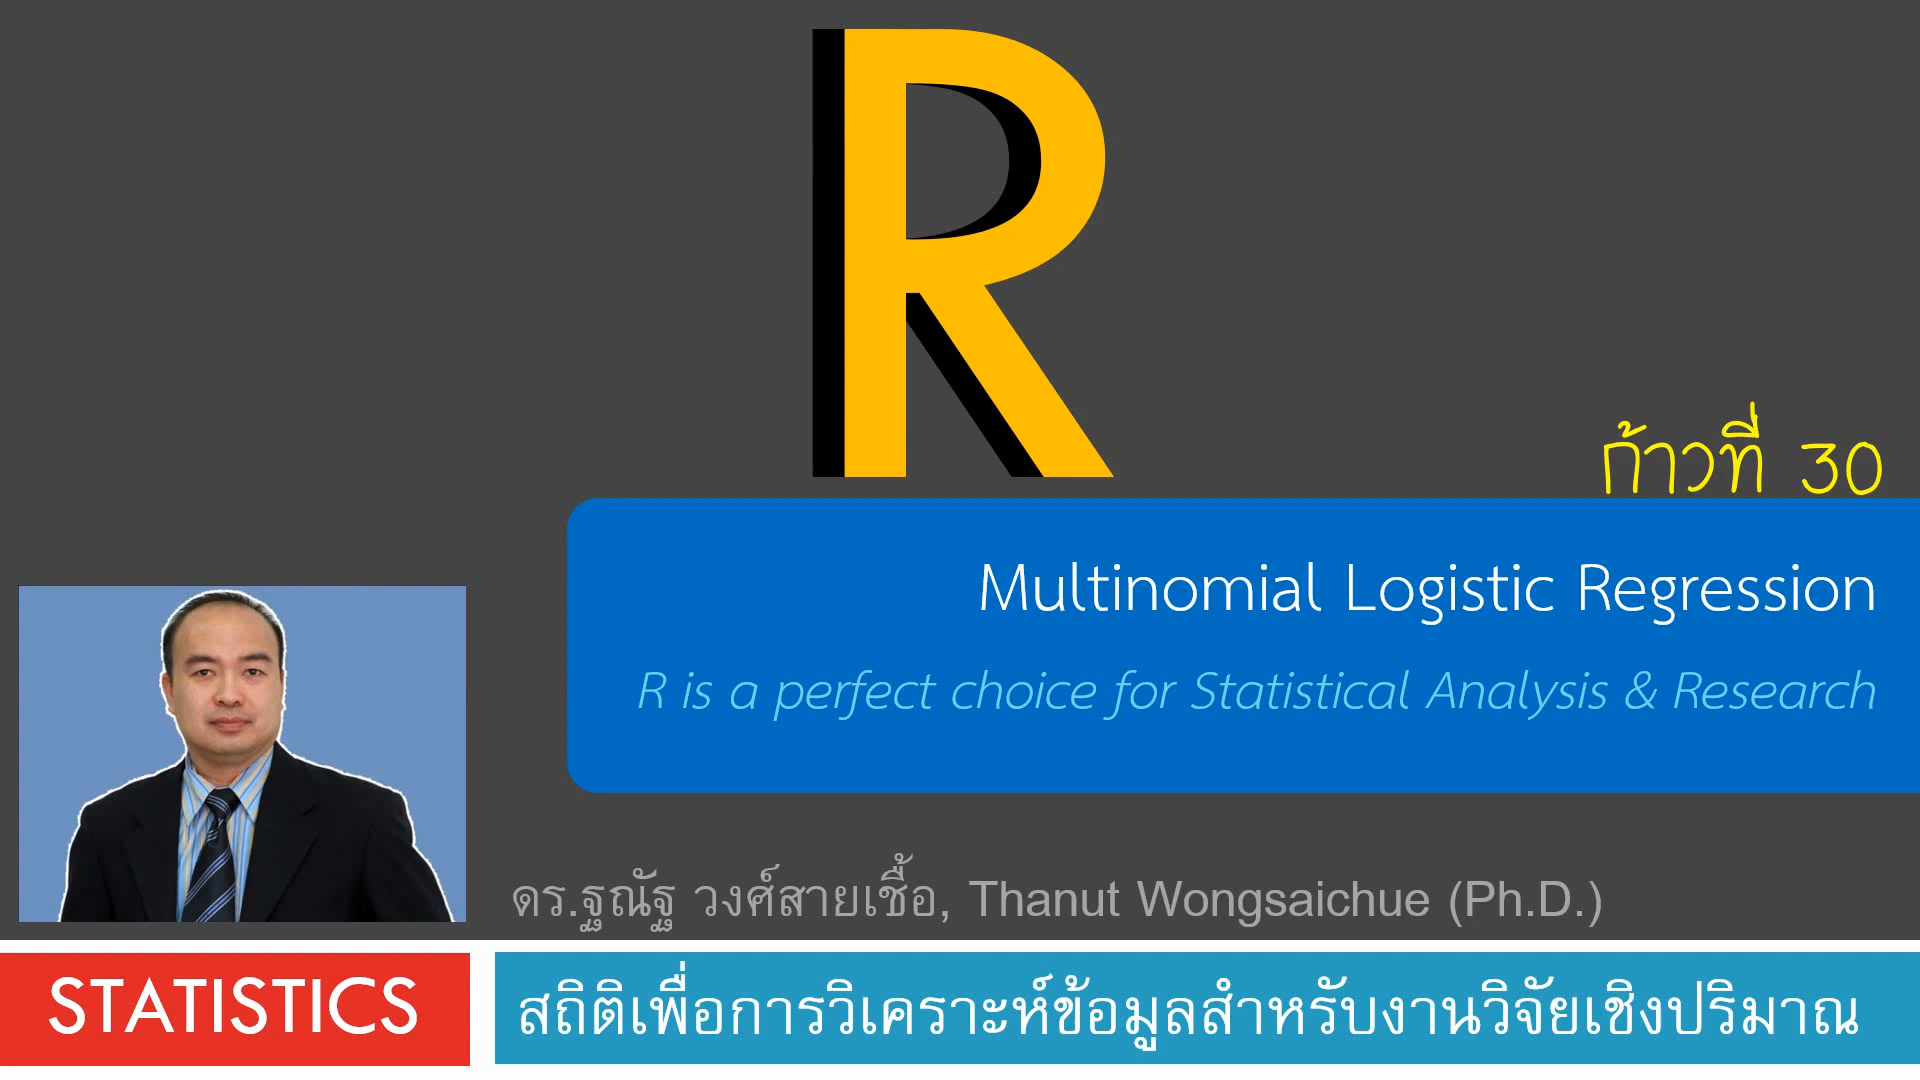 R
ก้าวที่ 30
Multinomial Logistic Regression
R is a perfect choice for Statistical Analysis & Research
ดร.ฐณัฐ วงศ์สายเชื้อ, Thanut Wongsaichue (Ph.D.)
STATISTICS
สถิติเพื่อการวิเคราะห์ข้อมูลสำหรับงานวิจัยเชิงปริมาณ